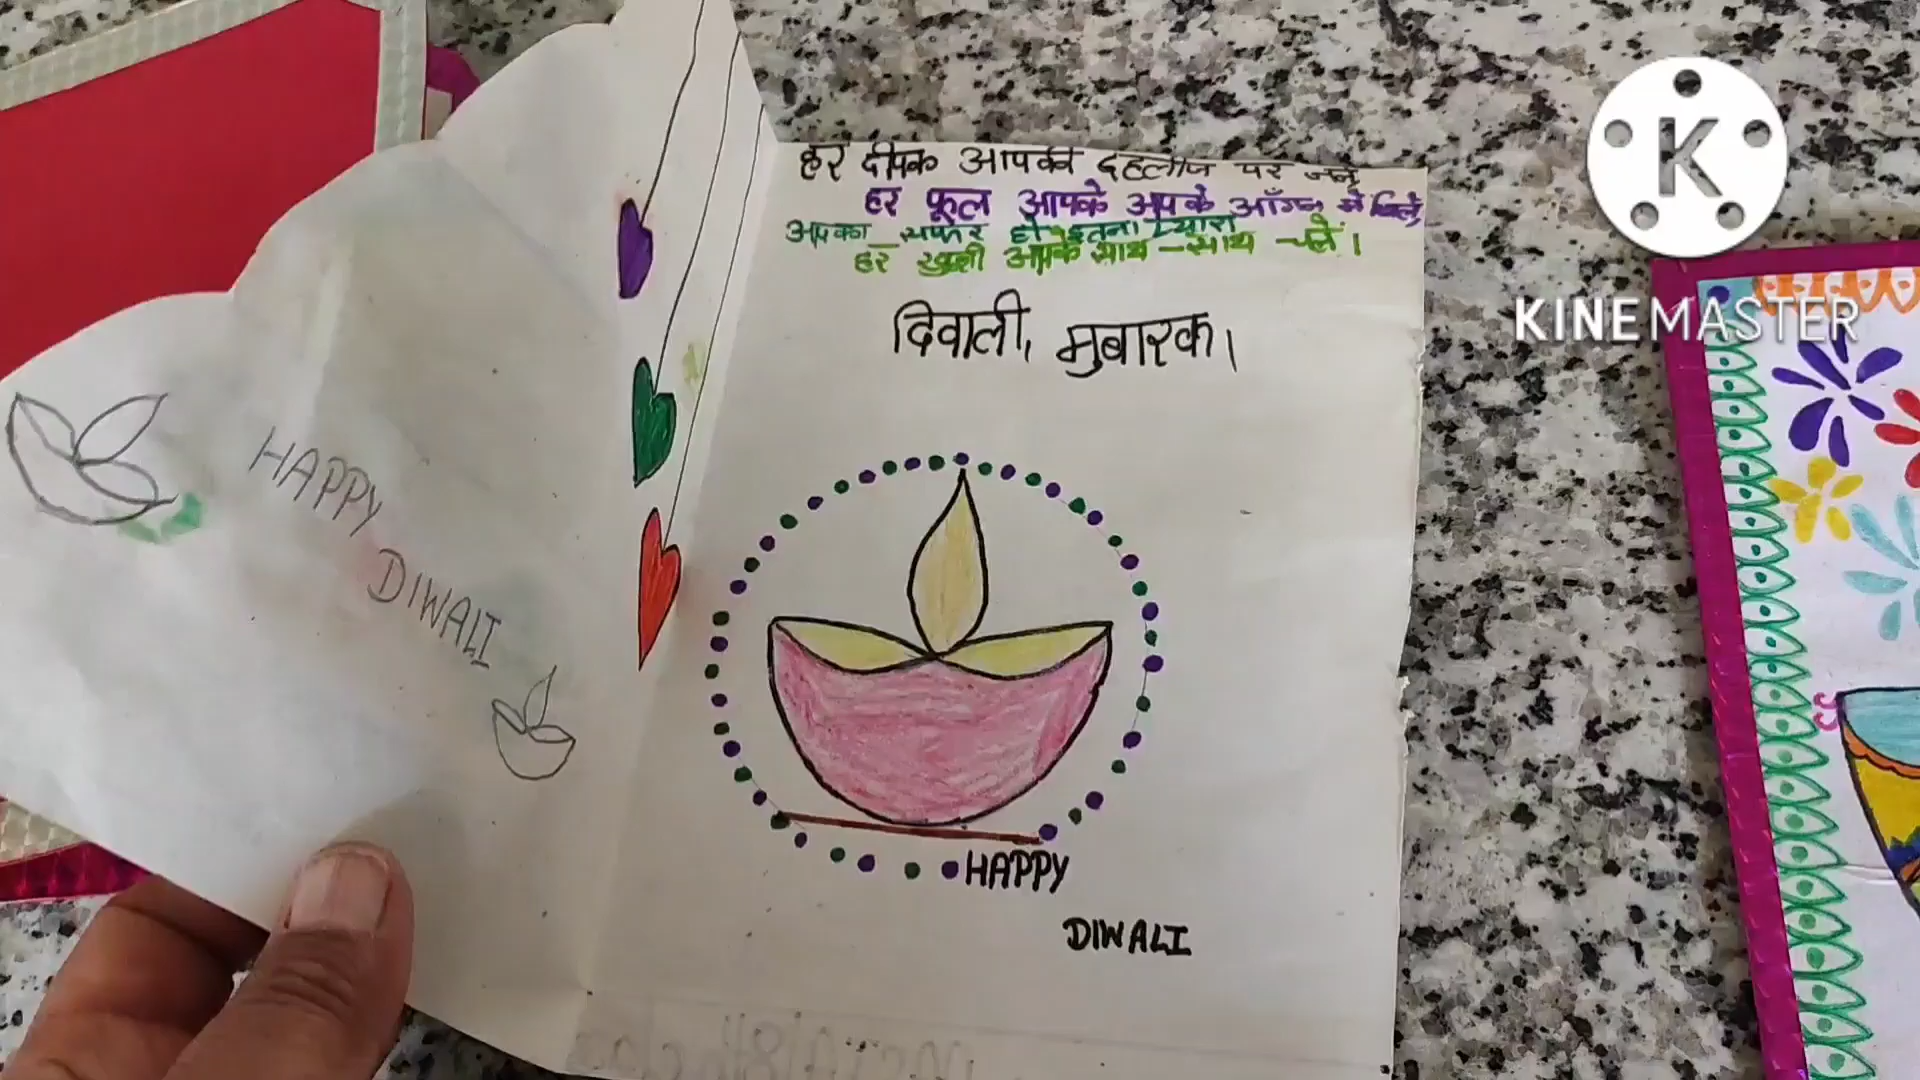 हर दीपक आपकी दहलीज पर जले,
हर फूल आपके आपके आँगन में खिले,
आपका सफर हो इतना प्यारा
हर खुशी आपके साथ-साथ चले।
दिवाली, मुबारक।
HAPPY
DIWALI
HAPPY
DIWALI
KINEMASTER